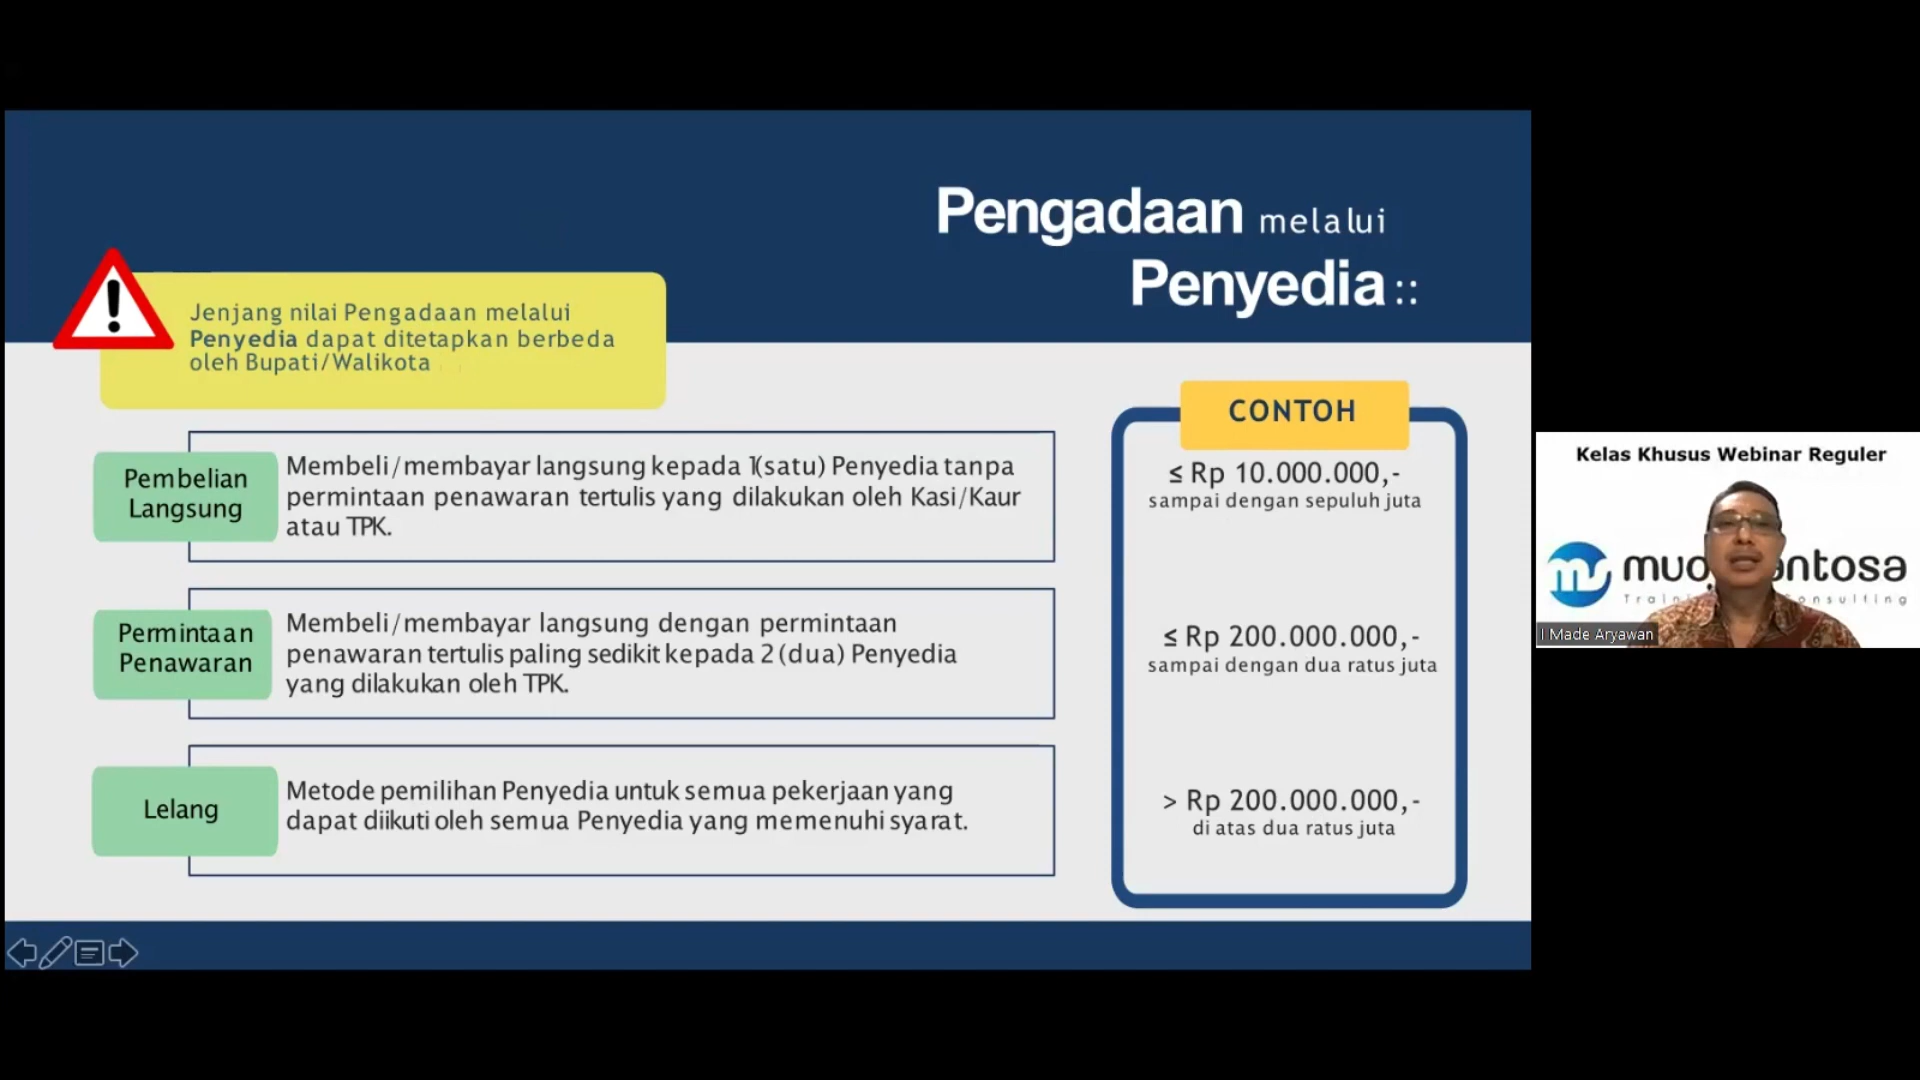 Pengadaan melalui
Penyedia ::
Jenjang nilai Pengadaan melalui
Penyedia dapat ditetapkan berbeda
oleh Bupati/Walikota
CONTOH
Pembelian
Langsung
Membeli/membayar langsung kepada 1(satu) Penyedia tanpa
permintaan penawaran tertulis yang dilakukan oleh Kasi/Kaur
atau TPK.
≤ Rp 10.000.000,-
sampai dengan sepuluh juta
Permintaan
Penawaran
Membeli/membayar langsung dengan permintaan
penawaran tertulis paling sedikit kepada 2 (dua) Penyedia
yang dilakukan oleh TPK.
≤ Rp 200.000.000,-
sampai dengan dua ratus juta
Lelang
Metode pemilihan Penyedia untuk semua pekerjaan yang
dapat diikuti oleh semua Penyedia yang memenuhi syarat.
> Rp 200.000.000,-
di atas dua ratus juta
Kelas Khusus Webinar Reguler
I Made Aryawan